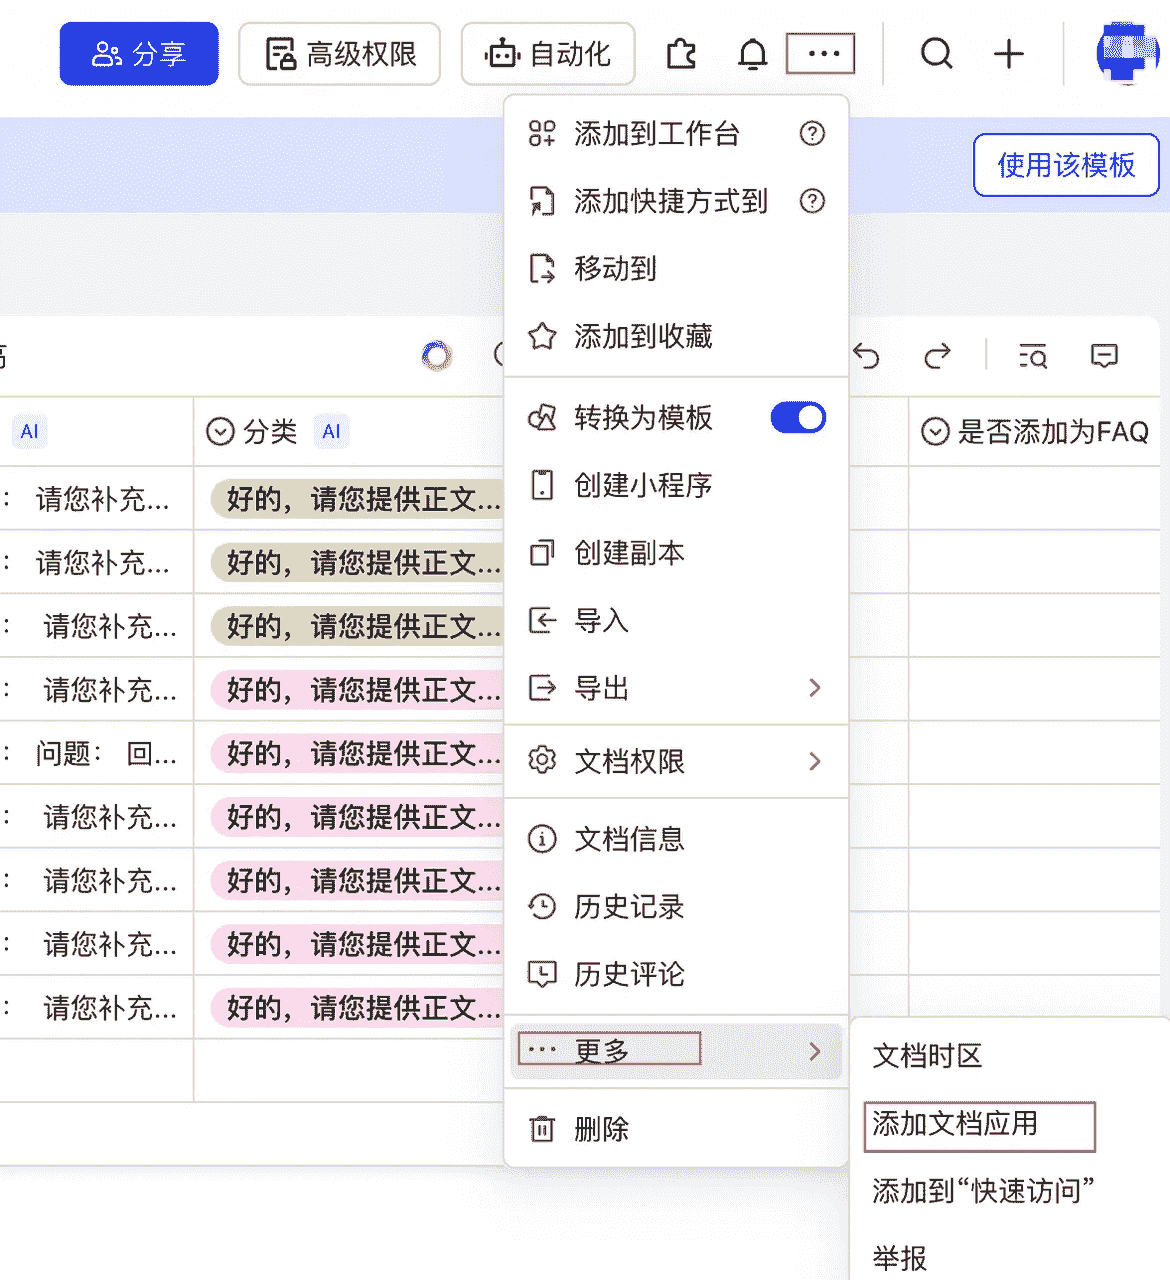 分享
高级权限
自动化
使用该模板
添加到工作台
添加快捷方式到
移动到
添加到收藏
转换为模板
创建小程序
创建副本
导入
导出
文档权限
文档信息
历史记录
历史评论
更多
删除
文档时区
添加文档应用
添加到“快速访问”
举报
AI 分类 AI 是否添加为FAQ
： 请您补充... 好的，请您提供正文...
： 请您补充... 好的，请您提供正文...
： 请您补充... 好的，请您提供正文...
： 请您补充... 好的，请您提供正文...
： 问题： 回... 好的，请您提供正文...
： 请您补充... 好的，请您提供正文...
： 请您补充... 好的，请您提供正文...
： 请您补充... 好的，请您提供正文...
： 请您补充... 好的，请您提供正文...